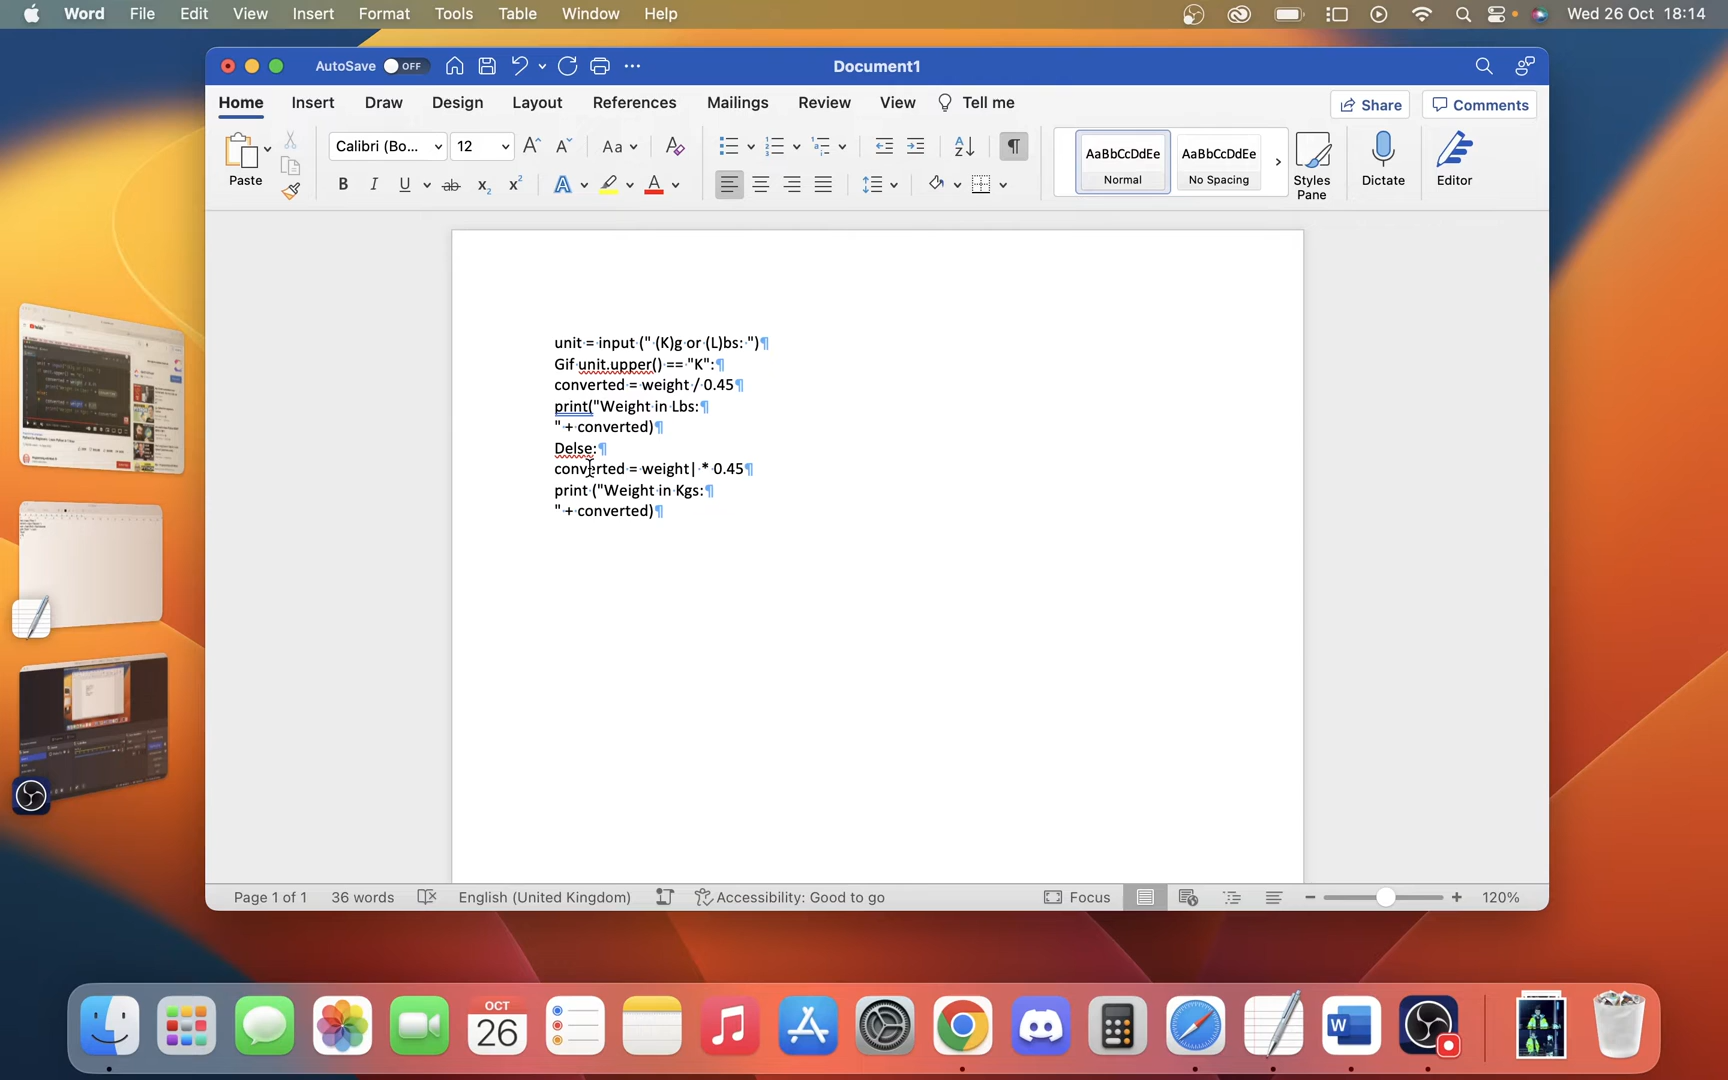 Word File Edit View Insert Format Tools Table Window Help Wed 26 Oct 18:14
AutoSave OFF Document1
Home Insert Draw Design Layout References Mailings Review View Tell me Share Comments
Paste Calibri (Bo... 12 Aa AaBbCcDdEe Normal AaBbCcDdEe No Spacing Styles Pane Dictate Editor
unit = input (" (K)g or (L)bs: ")¶
Gif unit.upper() == "K":¶
converted = weight / 0.45¶
print("Weight in Lbs:¶
" + converted)¶
Delse:¶
converted = weight| * 0.45¶
print ("Weight in Kgs:¶
" + converted)¶
Page 1 of 1 36 words English (United Kingdom) Accessibility: Good to go Focus 120%
OCT
26